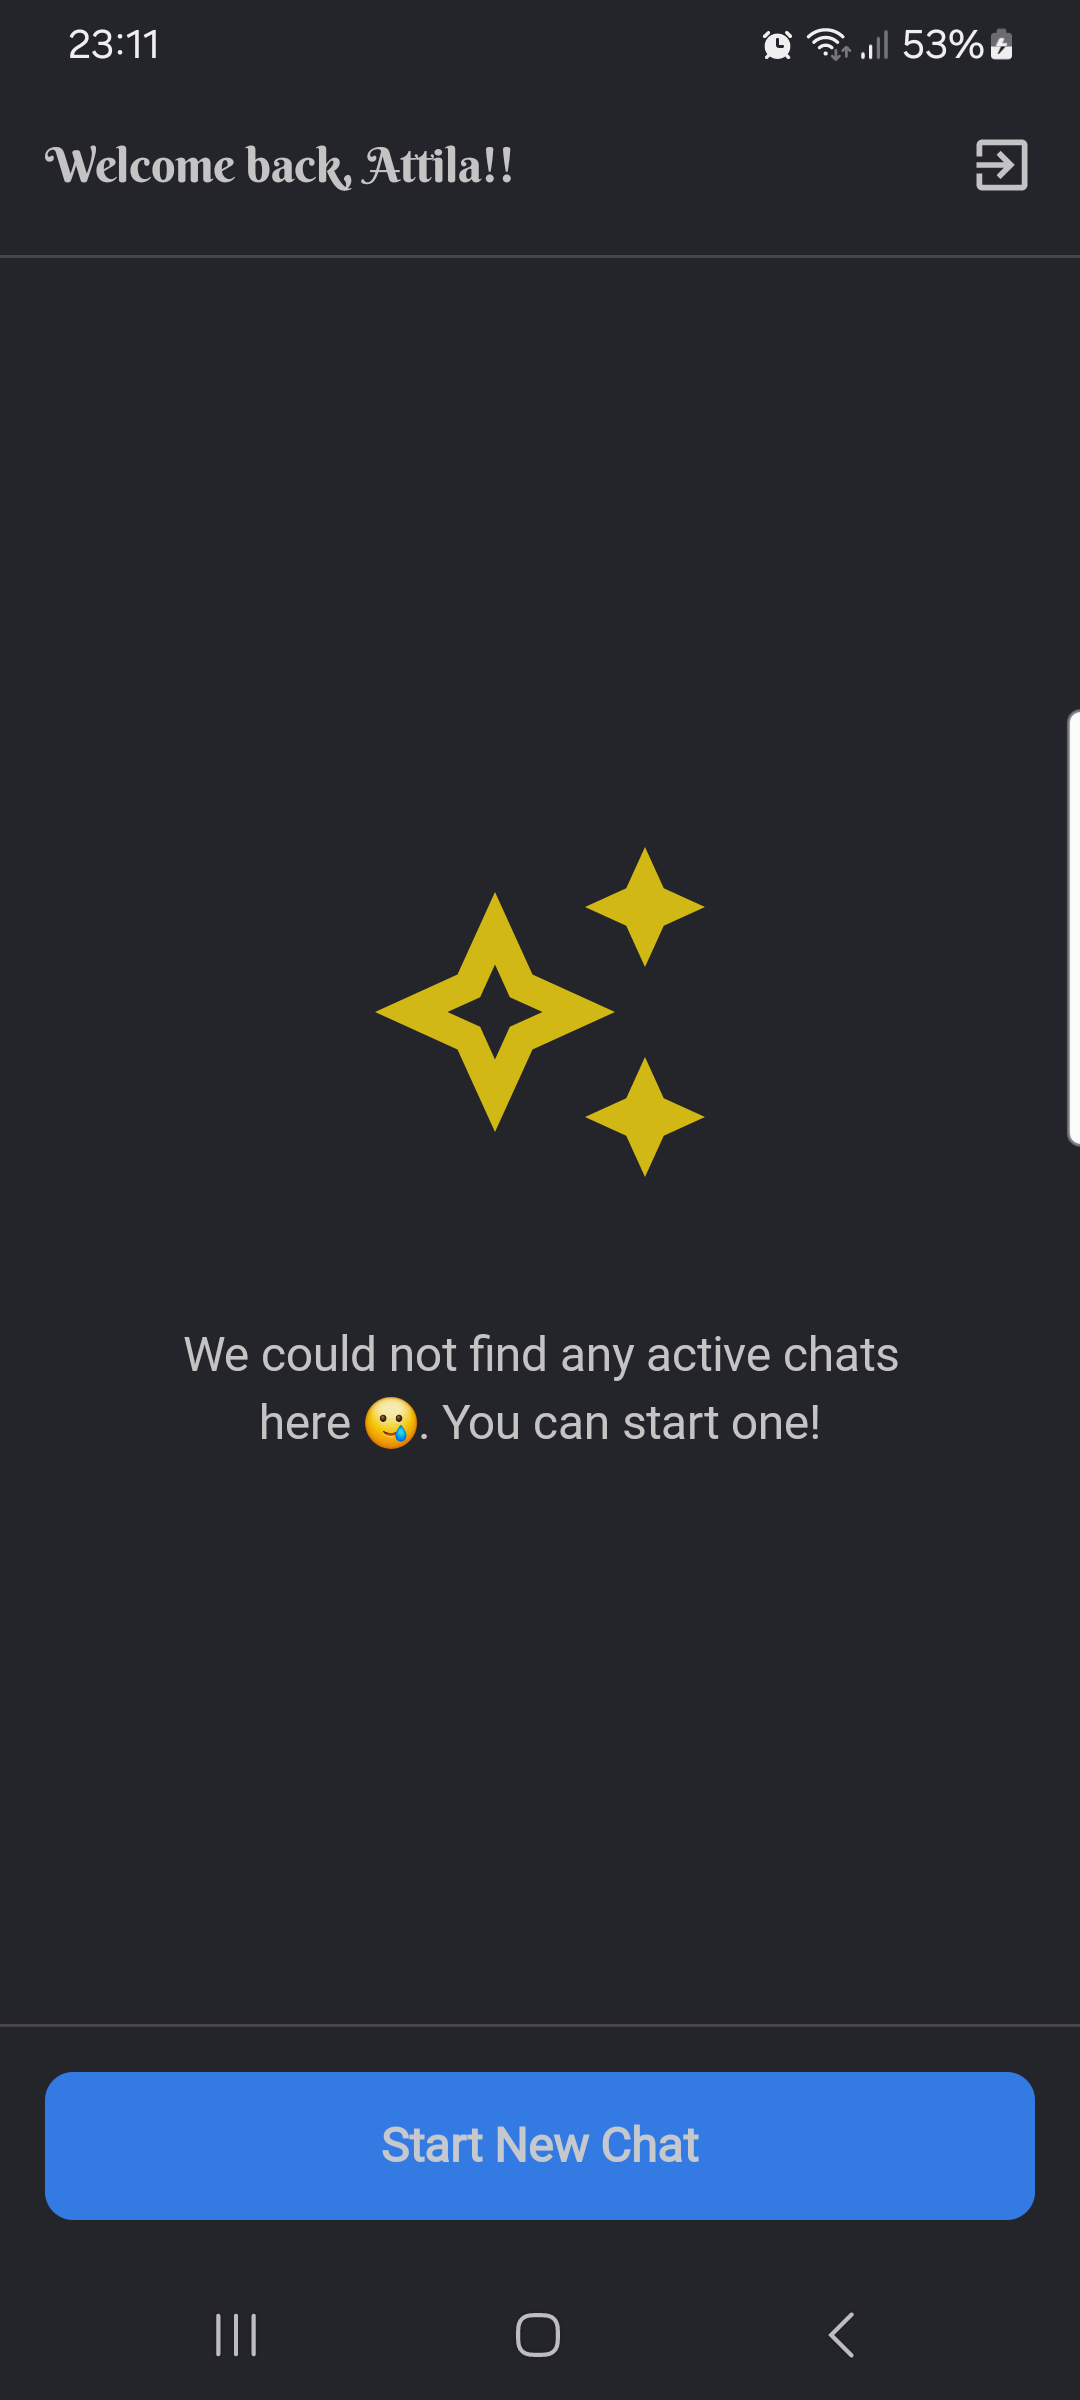 23:11
53%
Welcome back, Attila!!
We could not find any active chats
here 🥲. You can start one!
Start New Chat